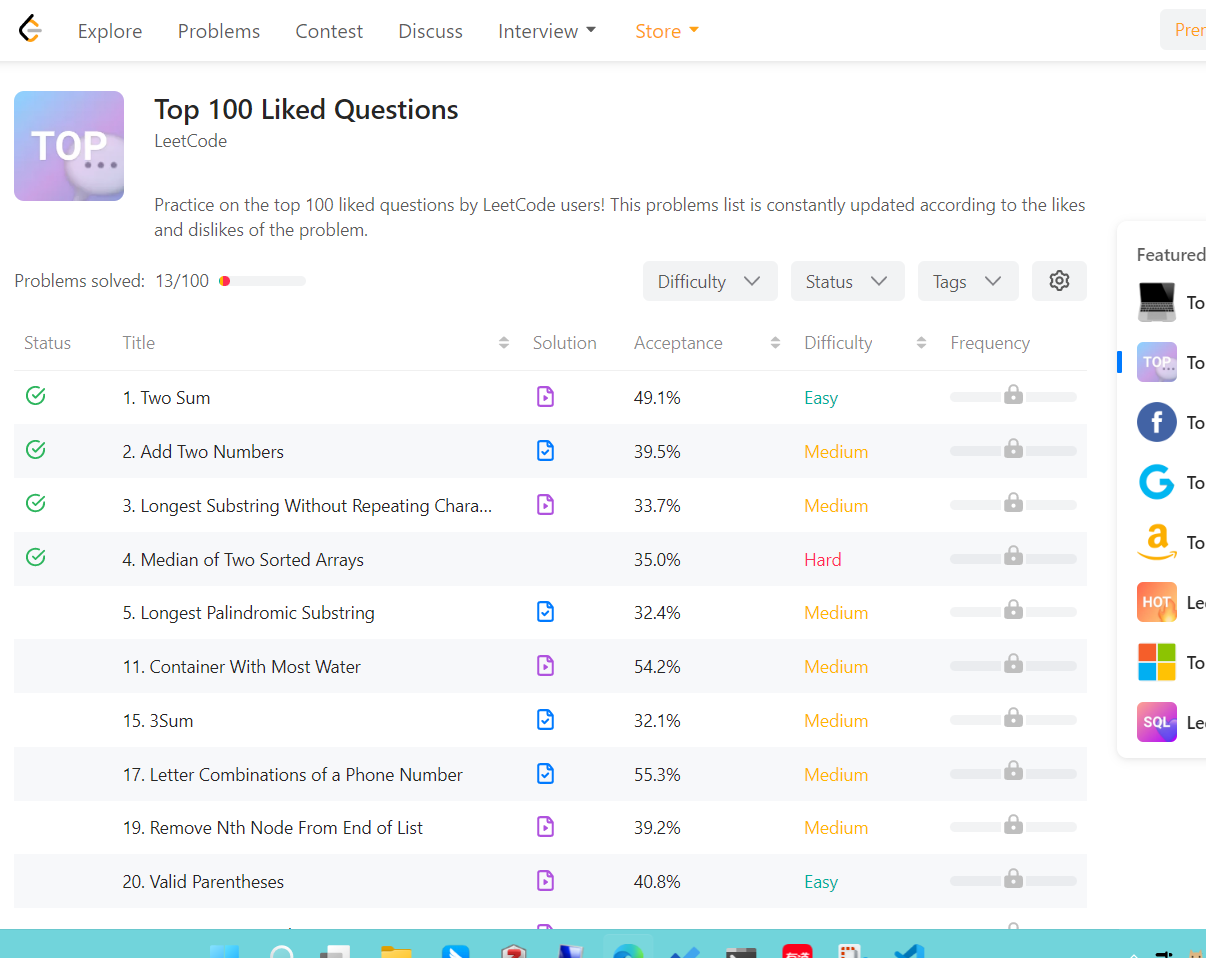 Explore Problems Contest Discuss Interview Store
TOP
Top 100 Liked Questions
LeetCode
Practice on the top 100 liked questions by LeetCode users! This problems list is constantly updated according to the likes
and dislikes of the problem.
Problems solved: 13/100
Difficulty Status Tags
Status Title Solution Acceptance Difficulty Frequency
1. Two Sum 49.1% Easy
2. Add Two Numbers 39.5% Medium
3. Longest Substring Without Repeating Chara... 33.7% Medium
4. Median of Two Sorted Arrays 35.0% Hard
5. Longest Palindromic Substring 32.4% Medium
11. Container With Most Water 54.2% Medium
15. 3Sum 32.1% Medium
17. Letter Combinations of a Phone Number 55.3% Medium
19. Remove Nth Node From End of List 39.2% Medium
20. Valid Parentheses 40.8% Easy
Featured
To
TOP To
To
To
To
HOT Le
To
SQL Le